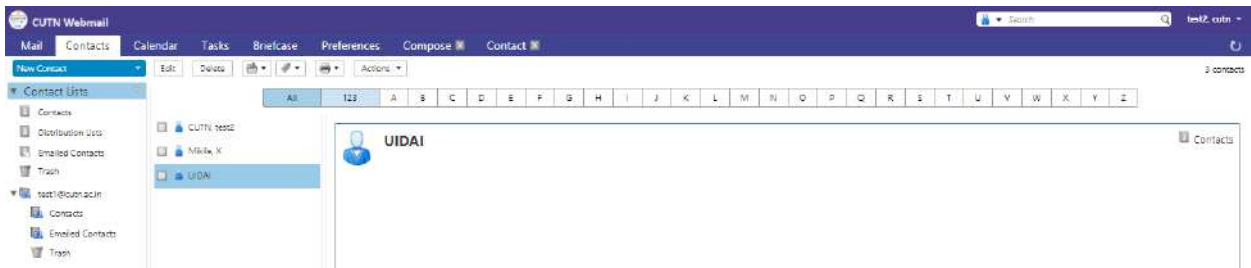 CUTN Webmail
Search
test2. cutn
Mail Contacts Calendar Tasks Briefcase Preferences Compose Contact
New Contact Edit Delete Actions 3 contacts
Contact Lists
All 123 A B C D E F G H I J K L M N O P Q R S T U V W X Y Z
Contacts
Distribution Lists
Emailed Contacts
Trash
test1@cutn.ac.in
Contacts
Emailed Contacts
Trash
CUTN, test2
X
UIDAI
UIDAI
Contacts